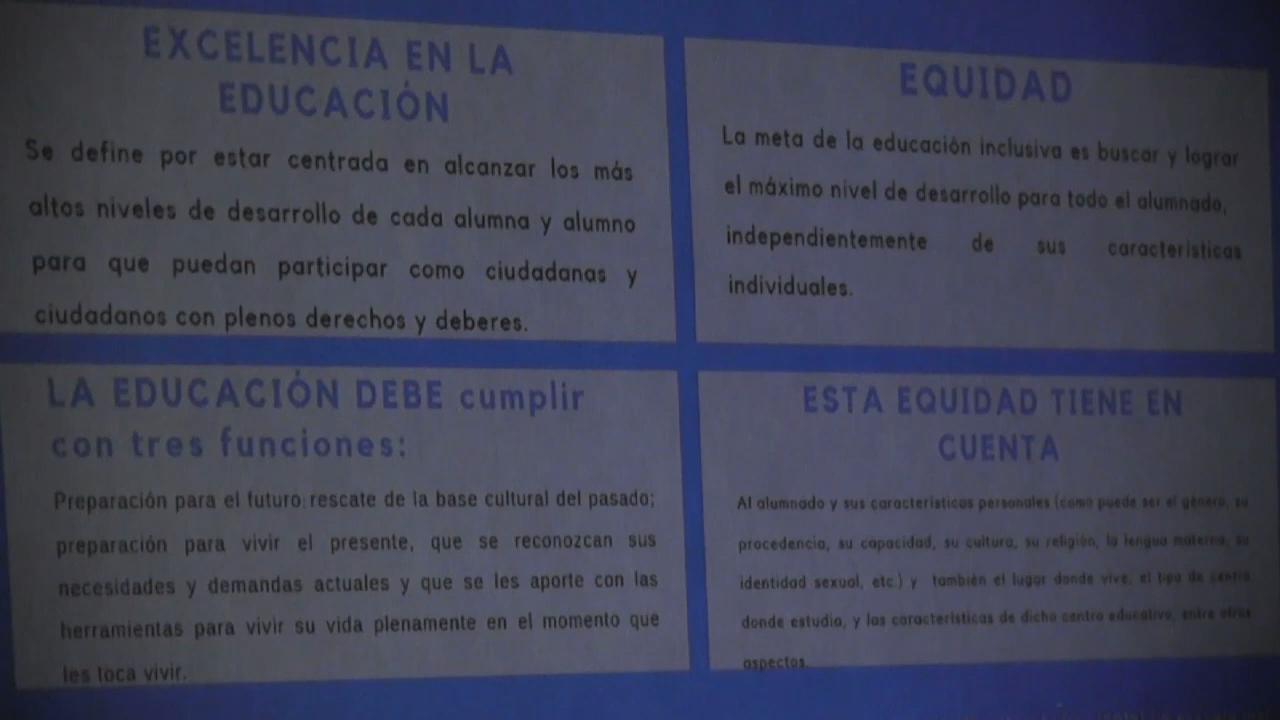 EXCELENCIA EN LA
EDUCACIÓN
Se define por estar centrada en alcanzar los más
altos niveles de desarrollo de cada alumna y alumno
para que puedan participar como ciudadanas y
ciudadanos con plenos derechos y deberes.
EQUIDAD
La meta de la educación inclusiva es buscar y lograr
el máximo nivel de desarrollo para todo el alumnado,
independientemente de sus características
individuales.
LA EDUCACIÓN DEBE cumplir
con tres funciones:
Preparación para el futuro; rescate de la base cultural del pasado;
preparación para vivir el presente, que se reconozcan sus
necesidades y demandas actuales y que se les aporte con las
herramientas para vivir su vida plenamente en el momento que
les toca vivir.
ESTA EQUIDAD TIENE EN
CUENTA
Al alumnado y sus características personales (como puede ser el género, su
procedencia, su capacidad, su cultura, su religión, la lengua materna, su
identidad sexual, etc.) y también el lugar donde vive, el tipo de centro
donde estudia, y las características de dicho centro educativo, entre otros
aspectos.